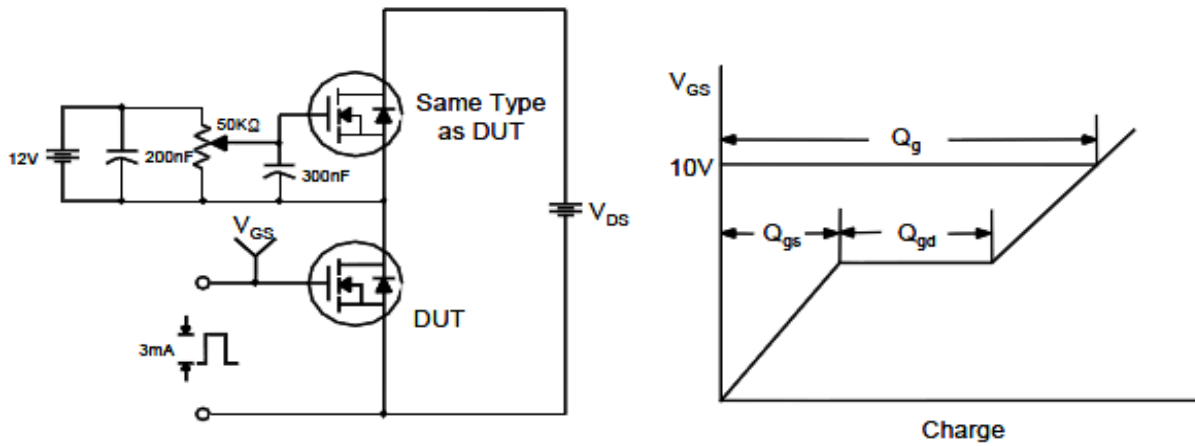 12V
200nF
50KΩ
300nF
Same Type
as DUT
V_GS
V_DS
DUT
3mA
V_GS
10V
Q_g
Q_gs
Q_gd
Charge